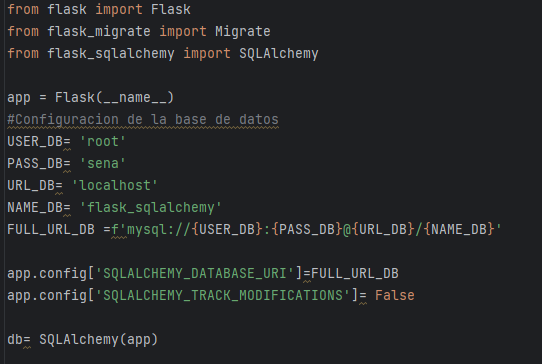 from flask import Flask
from flask_migrate import Migrate
from flask_sqlalchemy import SQLAlchemy
app = Flask(__name__)
#Configuracion de la base de datos
USER_DB= 'root'
PASS_DB= 'sena'
URL_DB= 'localhost'
NAME_DB= 'flask_sqlalchemy'
FULL_URL_DB =f'mysql://{USER_DB}:{PASS_DB}@{URL_DB}/{NAME_DB}'
app.config['SQLALCHEMY_DATABASE_URI']=FULL_URL_DB
app.config['SQLALCHEMY_TRACK_MODIFICATIONS']= False
db= SQLAlchemy(app)